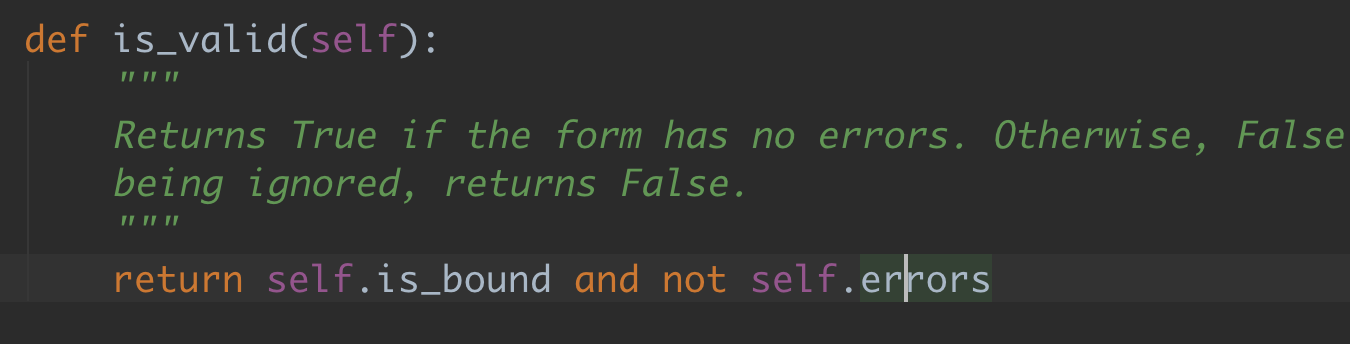 def is_valid(self):
"""
Returns True if the form has no errors. Otherwise, False
being ignored, returns False.
"""
return self.is_bound and not self.errors